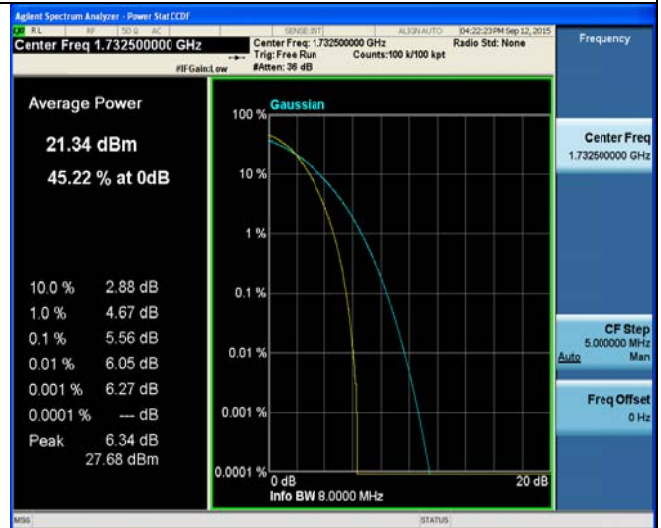 Agilent Spectrum Analyzer - Power Stat CCDF
RL RF 50 Ω AC SENSE:INT ALIGN AUTO 04:22:23 PM Sep 12, 2015
Center Freq 1.732500000 GHz
Center Freq: 1.732500000 GHz Radio Std: None
Trig: Free Run Counts:100 k/100 kpt
#IFGain:Low #Atten: 36 dB
Frequency
Average Power
21.34 dBm
45.22 % at 0dB
10.0 % 2.88 dB
1.0 % 4.67 dB
0.1 % 5.56 dB
0.01 % 6.05 dB
0.001 % 6.27 dB
0.0001 % --- dB
Peak 6.34 dB
27.68 dBm
Gaussian
100 %
10 %
1 %
0.1 %
0.01 %
0.001 %
0.0001 %
0 dB 20 dB
Info BW 8.0000 MHz
Center Freq
1.732500000 GHz
CF Step
5.000000 MHz
Auto Man
Freq Offset
0 Hz
MSG STATUS